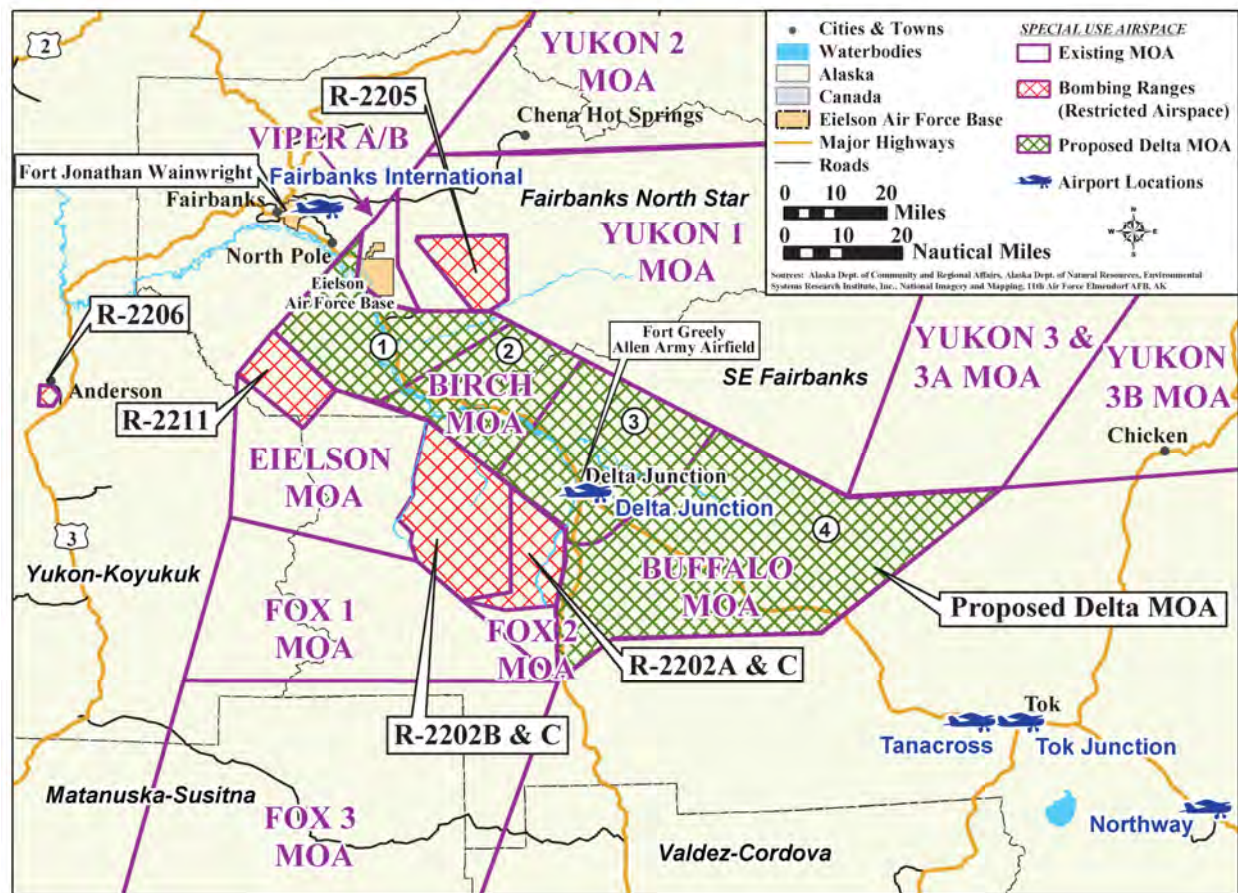 2
YUKON 2
MOA
R-2205
Chena Hot Springs
VIPER A/B
Fort Jonathan Wainwright
Fairbanks International
Fairbanks
Fairbanks North Star
YUKON 1
MOA
North Pole
Eielson
Air Force Base
R-2206
Anderson
R-2211
1
2
BIRCH
MOA
Fort Greely
Allen Army Airfield
SE Fairbanks
YUKON 3 &
3A MOA
YUKON
3B MOA
Chicken
3
EIELSON
MOA
Delta Junction
Delta Junction
4
3
Yukon-Koyukuk
BUFFALO
MOA
Proposed Delta MOA
FOX 1
MOA
FOX 2
MOA
R-2202A & C
R-2202B & C
Tok
Tanacross
Tok Junction
Matanuska-Susitna
FOX 3
MOA
Northway
Valdez-Cordova
Cities & Towns
Waterbodies
Alaska
Canada
Eielson Air Force Base
Major Highways
Roads
SPECIAL USE AIRSPACE
Existing MOA
Bombing Ranges
(Restricted Airspace)
Proposed Delta MOA
Airport Locations
0 10 20
Miles
0 10 20
Nautical Miles
N
W E
S
Sources: Alaska Dept. of Community and Regional Affairs, Alaska Dept. of Natural Resources, Environmental
Systems Research Institute, Inc., National Imagery and Mapping, 11th Air Force Elmendorf AFB, AK